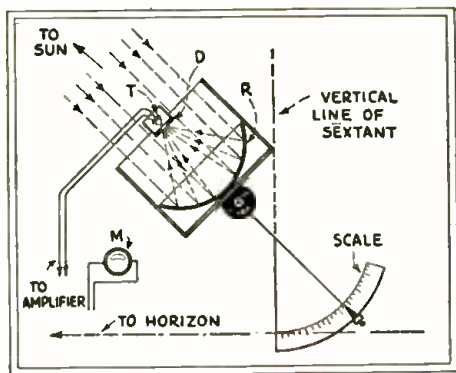 TO
SUN
T
D
R
VERTICAL
LINE OF
SEXTANT
M
SCALE
TO
AMPLIFIER
TO HORIZON